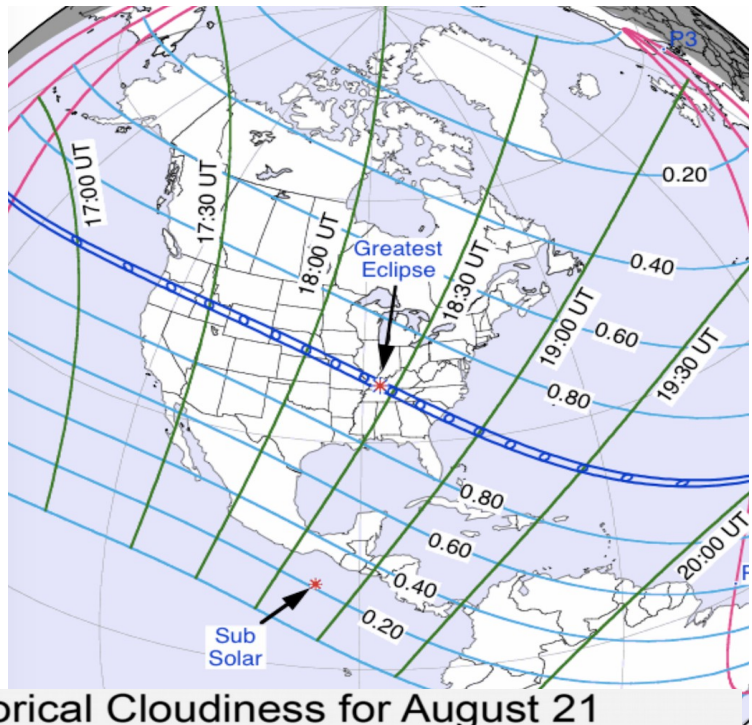 P3
0.20
17:00 UT
17:30 UT
18:00 UT
Greatest
Eclipse
18:30 UT
0.40
19:00 UT
0.60
19:30 UT
0.80
0.80
0.60
20:00 UT
0.40
0.20
Sub
Solar
orical Cloudiness for August 21